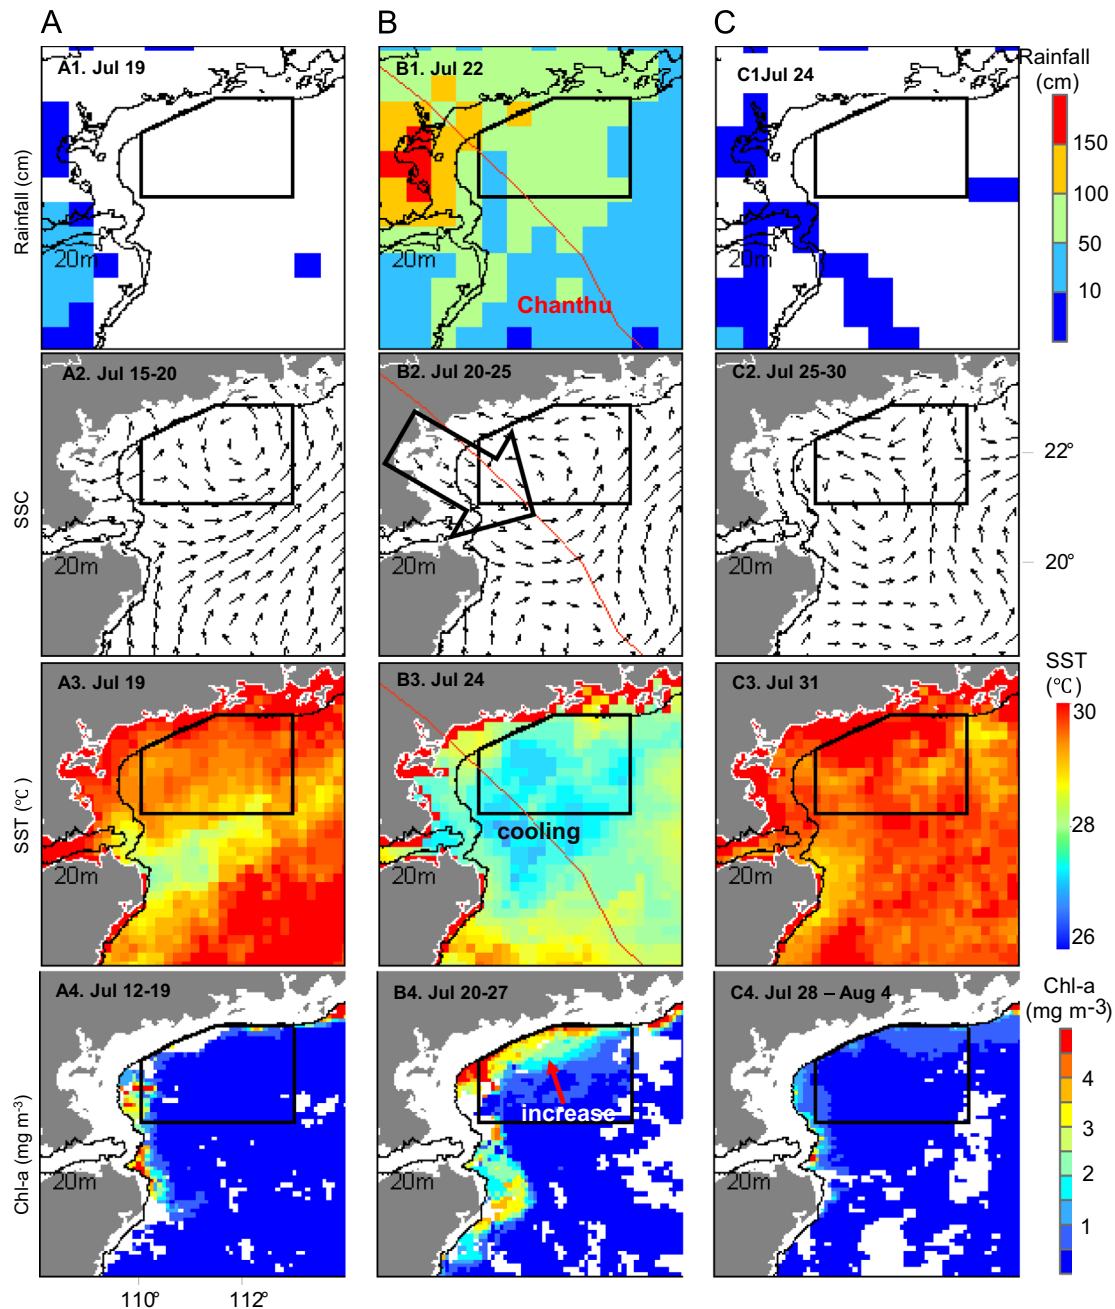 A B C
Rainfall (cm)
A1. Jul 19
20m
B1. Jul 22
Chanthu
C1Jul 24
20m
Rainfall
(cm)
150
100
50
10
SSC
A2. Jul 15-20
20m
B2. Jul 20-25
20m
C2. Jul 25-30
20m
22°
20°
SST (℃)
A3. Jul 19
20m
B3. Jul 24
cooling
20m
C3. Jul 31
20m
SST
(℃)
30
28
26
Chl-a (mg m-3)
A4. Jul 12-19
20m
B4. Jul 20-27
increase
20m
C4. Jul 28 – Aug 4
20m
Chl-a
(mg m-3)
4
3
2
1
110°
112°